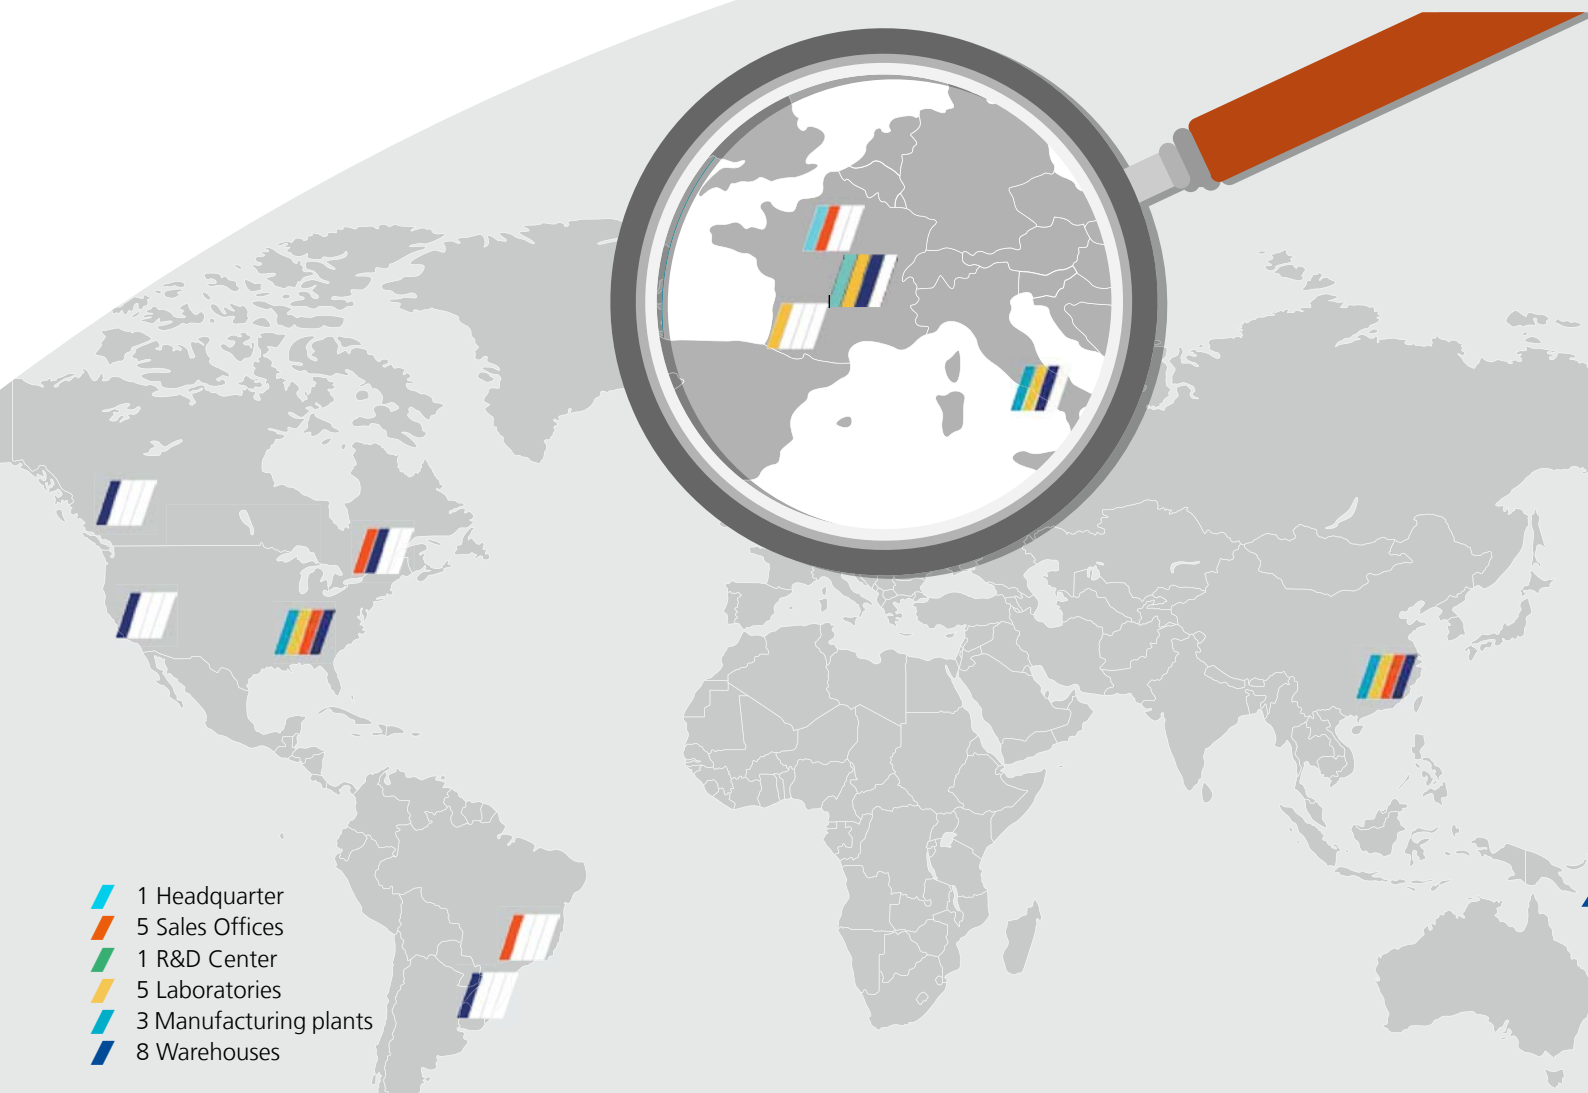 1 Headquarter
5 Sales Offices
1 R&D Center
5 Laboratories
3 Manufacturing plants
8 Warehouses